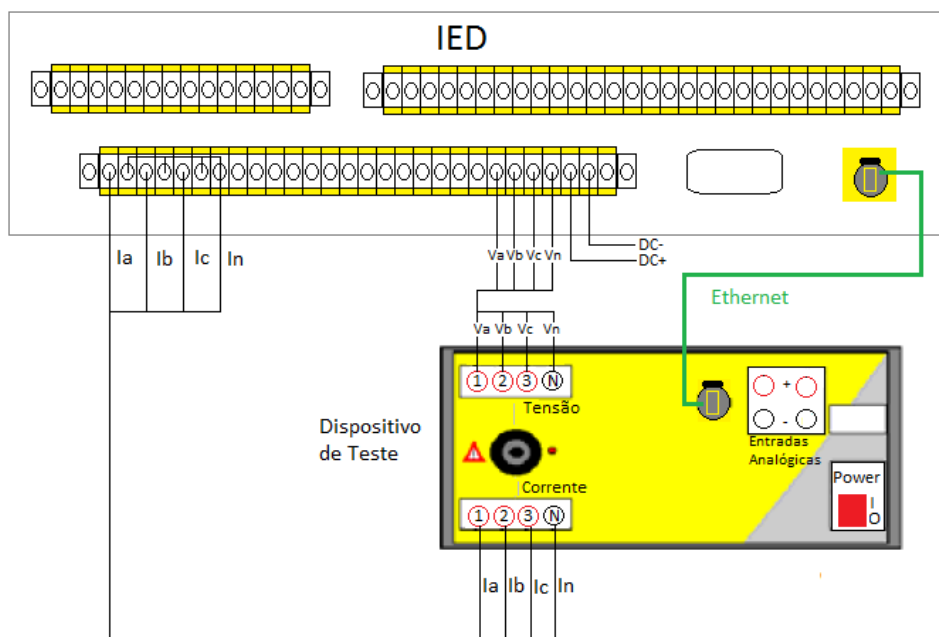 IED
Ia Ib Ic In
Va Vb Vc Vn
DC-
DC+
Ethernet
Va Vb Vc Vn
1 2 3 N
Tensão
Dispositivo
de Teste
+
-
Entradas
Analógicas
Corrente
Power
I
O
1 2 3 N
Ia Ib Ic In